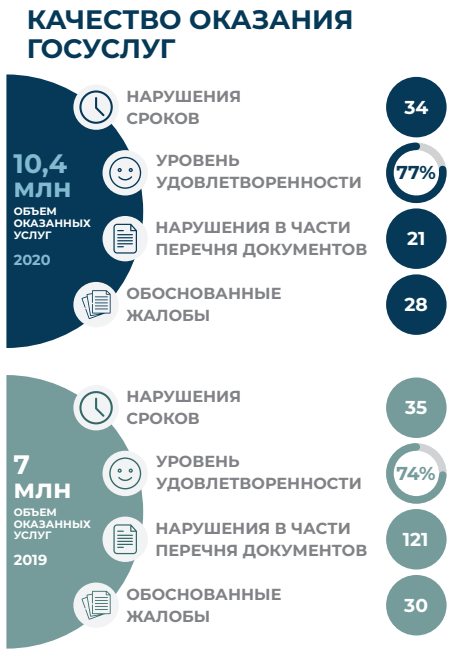 КАЧЕСТВО ОКАЗАНИЯ
ГОСУСЛУГ
10,4
МЛН
ОБЪЕМ
ОКАЗАННЫХ
УСЛУГ
2020
НАРУШЕНИЯ
СРОКОВ
34
УРОВЕНЬ
УДОВЛЕТВОРЕННОСТИ
77%
НАРУШЕНИЯ В ЧАСТИ
ПЕРЕЧНЯ ДОКУМЕНТОВ
21
ОБОСНОВАННЫЕ
ЖАЛОБЫ
28
7
МЛН
ОБЪЕМ
ОКАЗАННЫХ
УСЛУГ
2019
НАРУШЕНИЯ
СРОКОВ
35
УРОВЕНЬ
УДОВЛЕТВОРЕННОСТИ
74%
НАРУШЕНИЯ В ЧАСТИ
ПЕРЕЧНЯ ДОКУМЕНТОВ
121
ОБОСНОВАННЫЕ
ЖАЛОБЫ
30